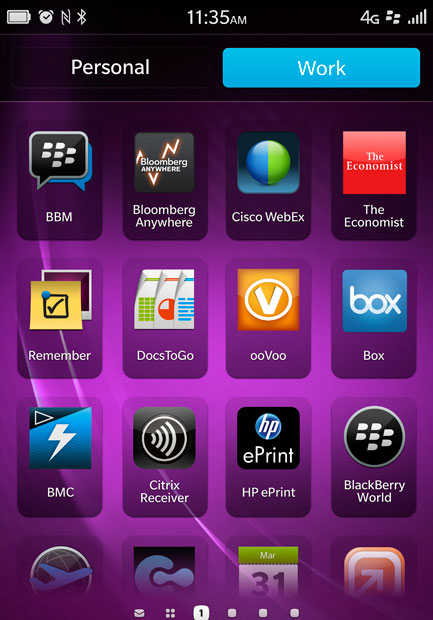 11:35AM 4G
Personal Work
BBM
Bloomberg
ANYWHERE
Bloomberg
Anywhere
Cisco WebEx
The
Economist
The
Economist
Remember
DocsToGo
ooVoo
box
Box
BMC
Citrix
Receiver
hp
ePrint
HP ePrint
BlackBerry
World
Mar
31
1